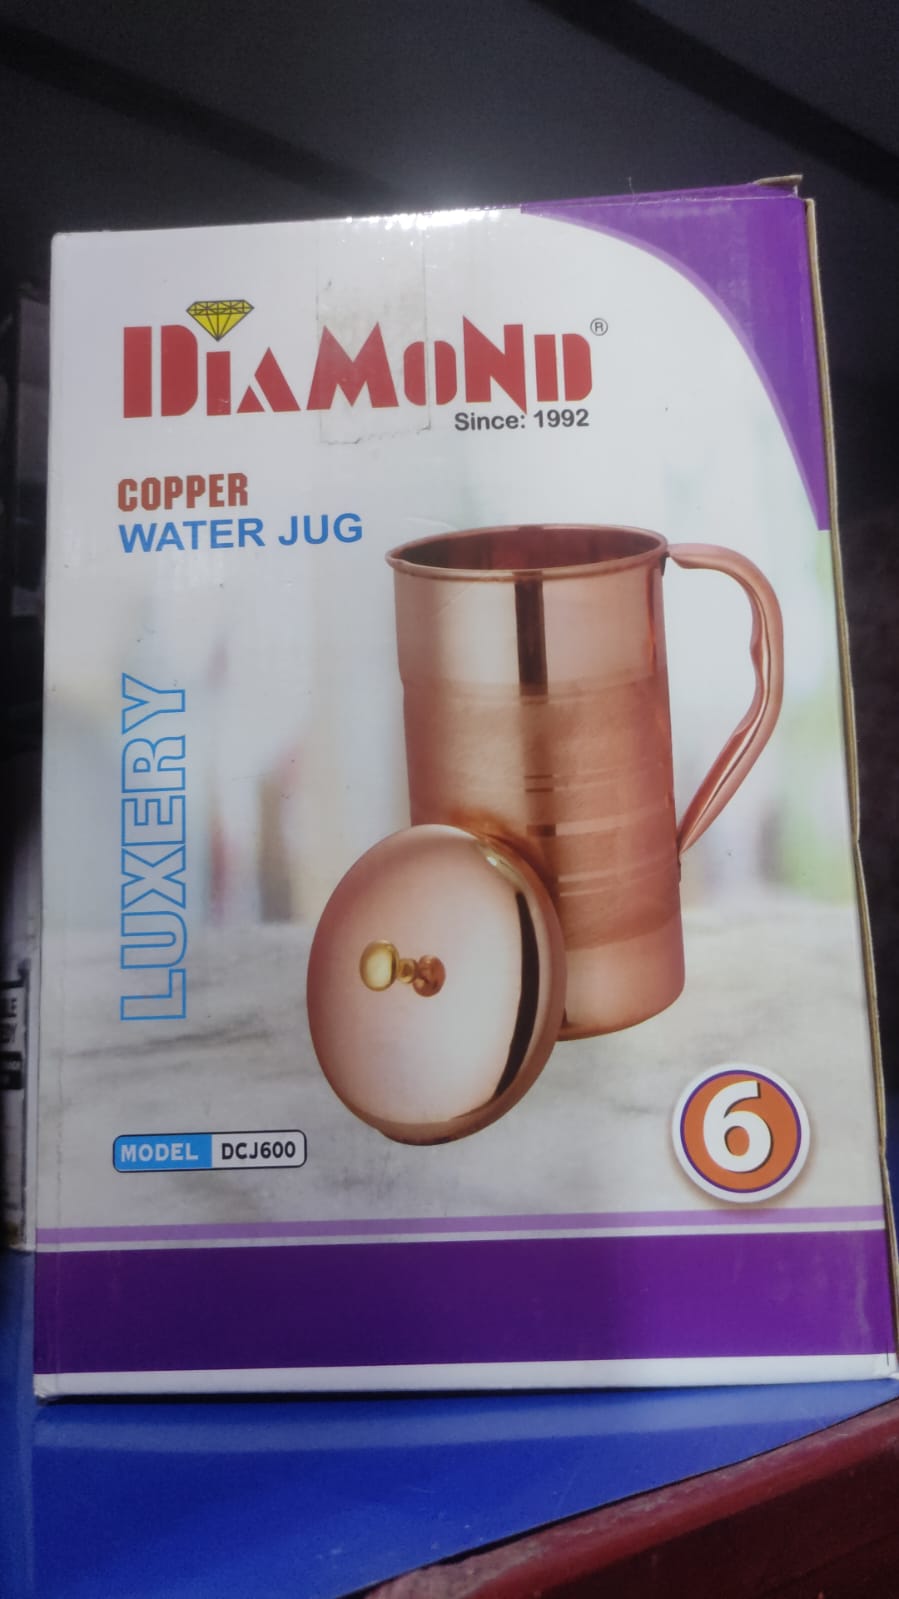 DiAMoND®
Since: 1992
COPPER
WATER JUG
LUXERY
MODEL DCJ600
6